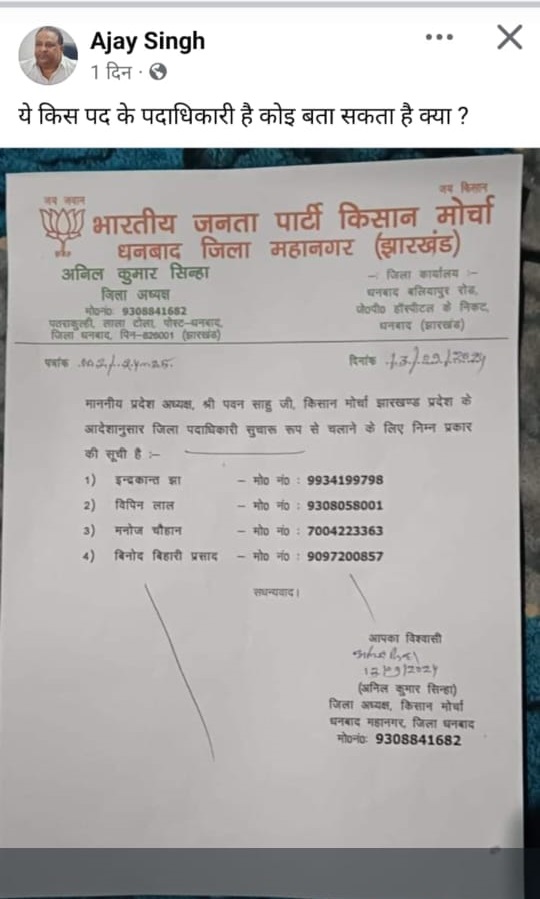 Ajay Singh
1 दिन
ये किस पद के पदाधिकारी है कोइ बता सकता है क्या ?
जय जवान
जय किसान
भारतीय जनता पार्टी किसान मोर्चा
धनबाद जिला महानगर (झारखंड)
अनिल कुमार सिन्हा
जिला अध्यक्ष
मो०नं०: 9308841682
पतराकुल्ही, लाला टोला, पोस्ट-धनबाद,
जिला धनबाद, पिन-826001 (झारखंड)
-: जिला कार्यालय :-
धनबाद बलियापुर रोड,
जे०पी० हॉस्पीटल के निकट,
धनबाद (झारखंड)
पत्रांक
दिनांक
माननीय प्रदेश अध्यक्ष, श्री पवन साहु जी, किसान मोर्चा झारखण्ड प्रदेश के
आदेशानुसार जिला पदाधिकारी सुचारू रूप से चलाने के लिए निम्न प्रकार
की सूची है :-
1) इन्द्रकान्त झा - मो० नं० : 9934199798
2) विपिन लाल - मो० नं० : 9308058001
3) मनोज चौहान - मो० नं० : 7004223363
4) बिनोद बिहारी प्रसाद - मो० नं० : 9097200857
सधन्यवाद।
आपका विश्वासी
(अनिल कुमार सिन्हा)
जिला अध्यक्ष, किसान मोर्चा
धनबाद महानगर, जिला धनबाद
मो०नं०: 9308841682